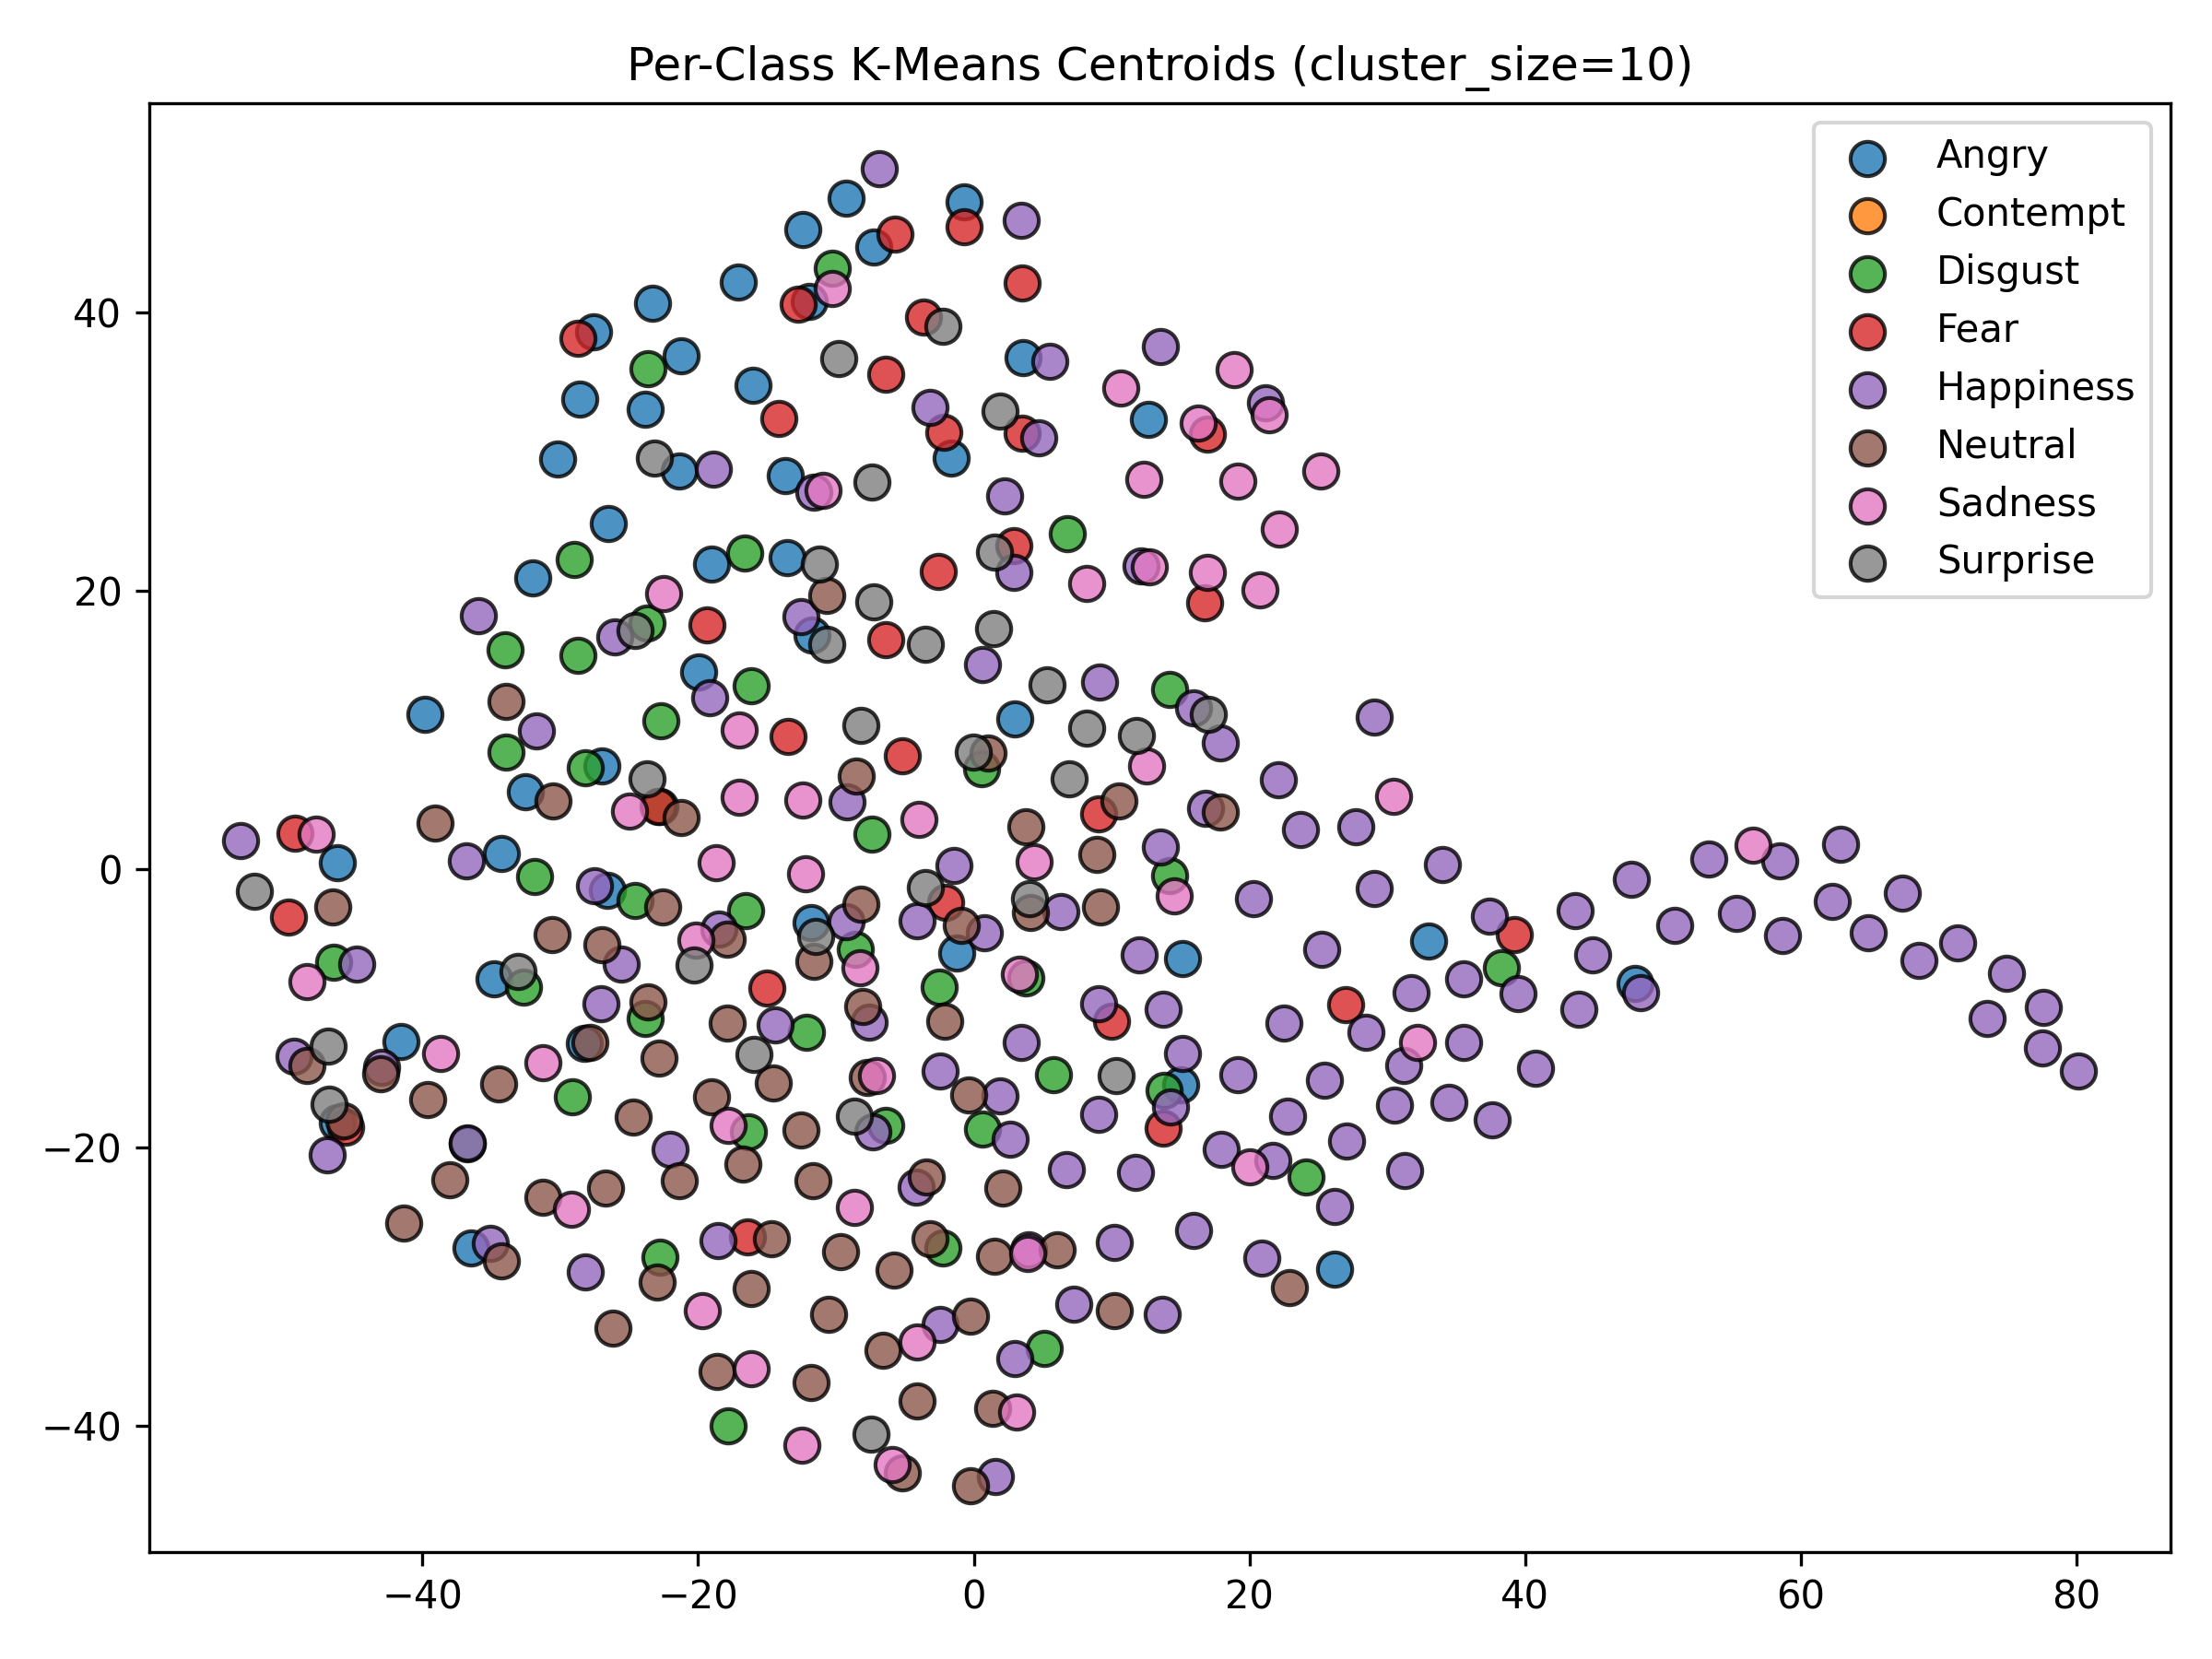 Per-Class K-Means Centroids (cluster_size=10)
Angry
Contempt
Disgust
Fear
Happiness
Neutral
Sadness
Surprise
40
20
0
−20
−40
−40 −20 0 20 40 60 80